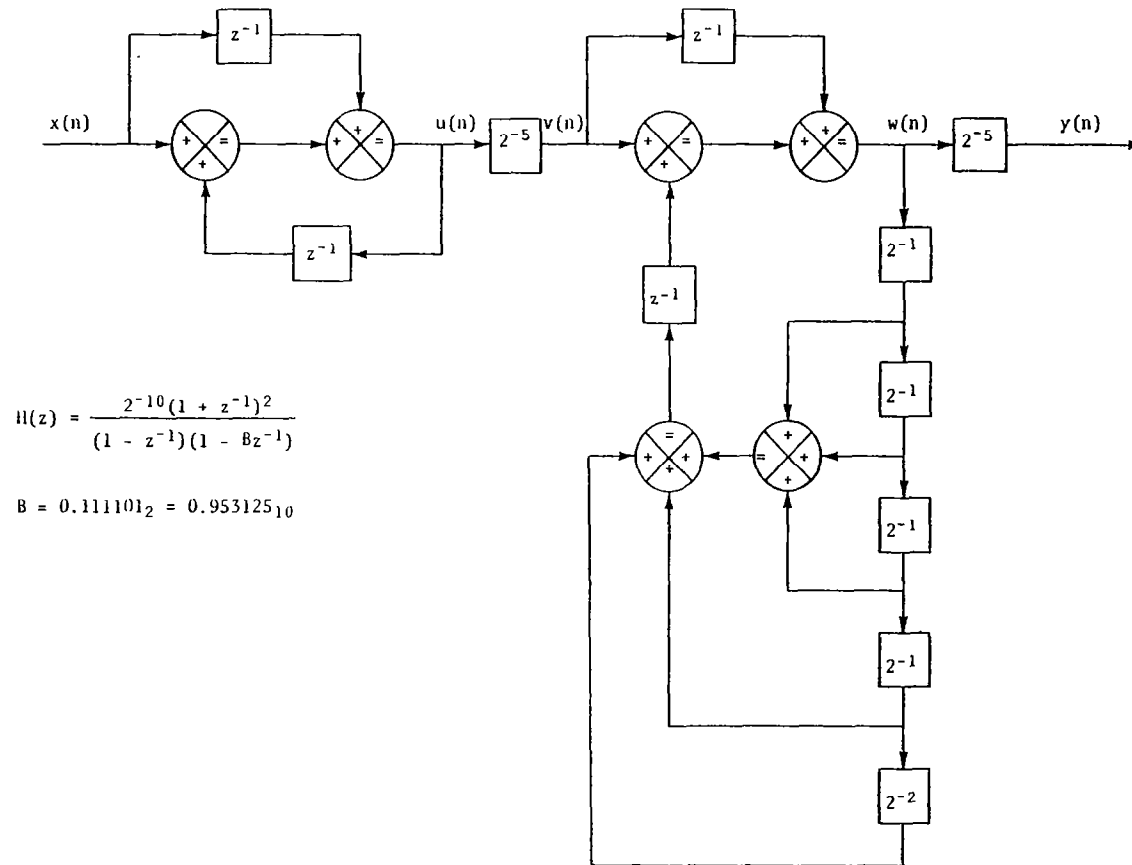 z⁻¹
z⁻¹
x(n)
u(n)
2⁻⁵
v(n)
w(n)
2⁻⁵
y(n)
+ + =
+ + =
+ + =
+ + =
z⁻¹
2⁻¹
z⁻¹
2⁻¹
H(z) = 2⁻¹⁰(1 + z⁻¹)² / (1 - z⁻¹)(1 - Bz⁻¹)
= + + +
= + + +
B = 0.111101₂ = 0.953125₁₀
2⁻¹
2⁻¹
2⁻²